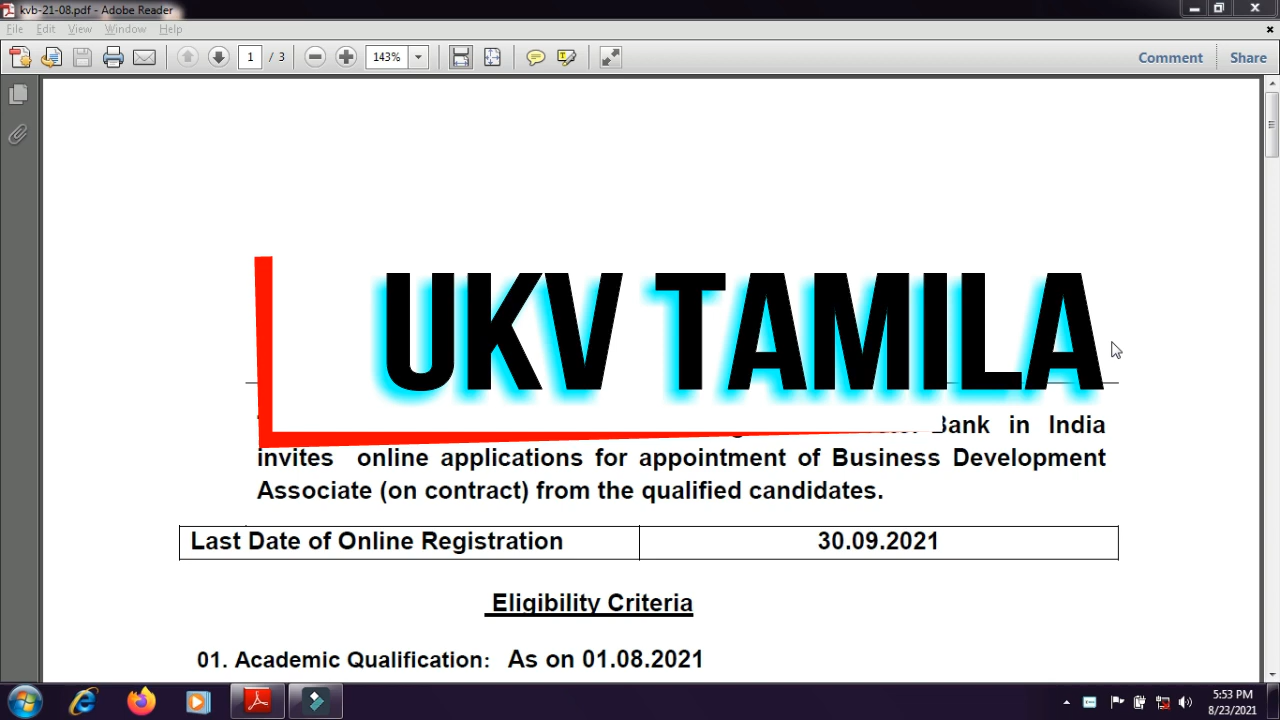 kvb-21-08.pdf - Adobe Reader
File Edit View Window Help
1 / 3 143% Comment Share
UKV TAMILA
Bank in India
invites online applications for appointment of Business Development
Associate (on contract) from the qualified candidates.
Last Date of Online Registration 30.09.2021
Eligibility Criteria
01. Academic Qualification: As on 01.08.2021
5:53 PM
8/23/2021